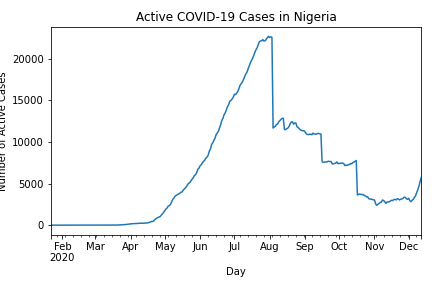 Active COVID-19 Cases in Nigeria
Number of Active Cases
20000
15000
10000
5000
0
Feb Mar Apr May Jun Jul Aug Sep Oct Nov Dec
2020
Day